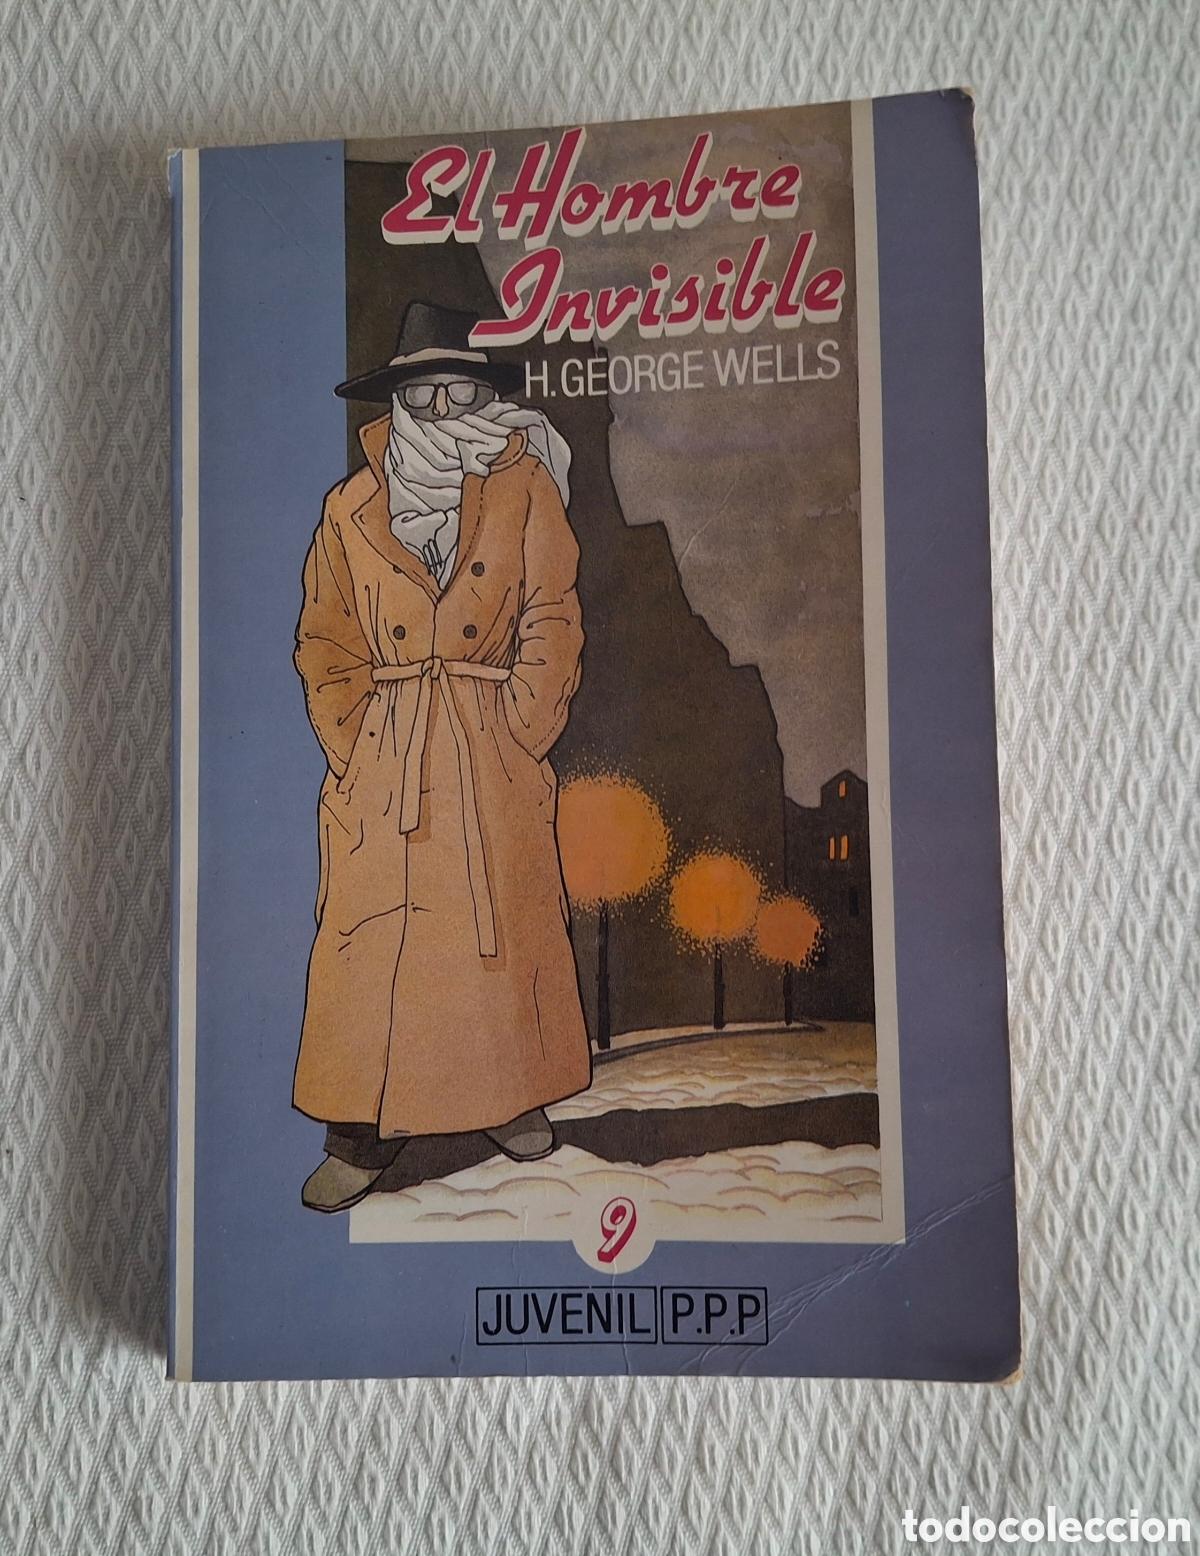 El Hombre
Invisible
H. GEORGE WELLS
9
JUVENIL P.P.P
todocoleccion